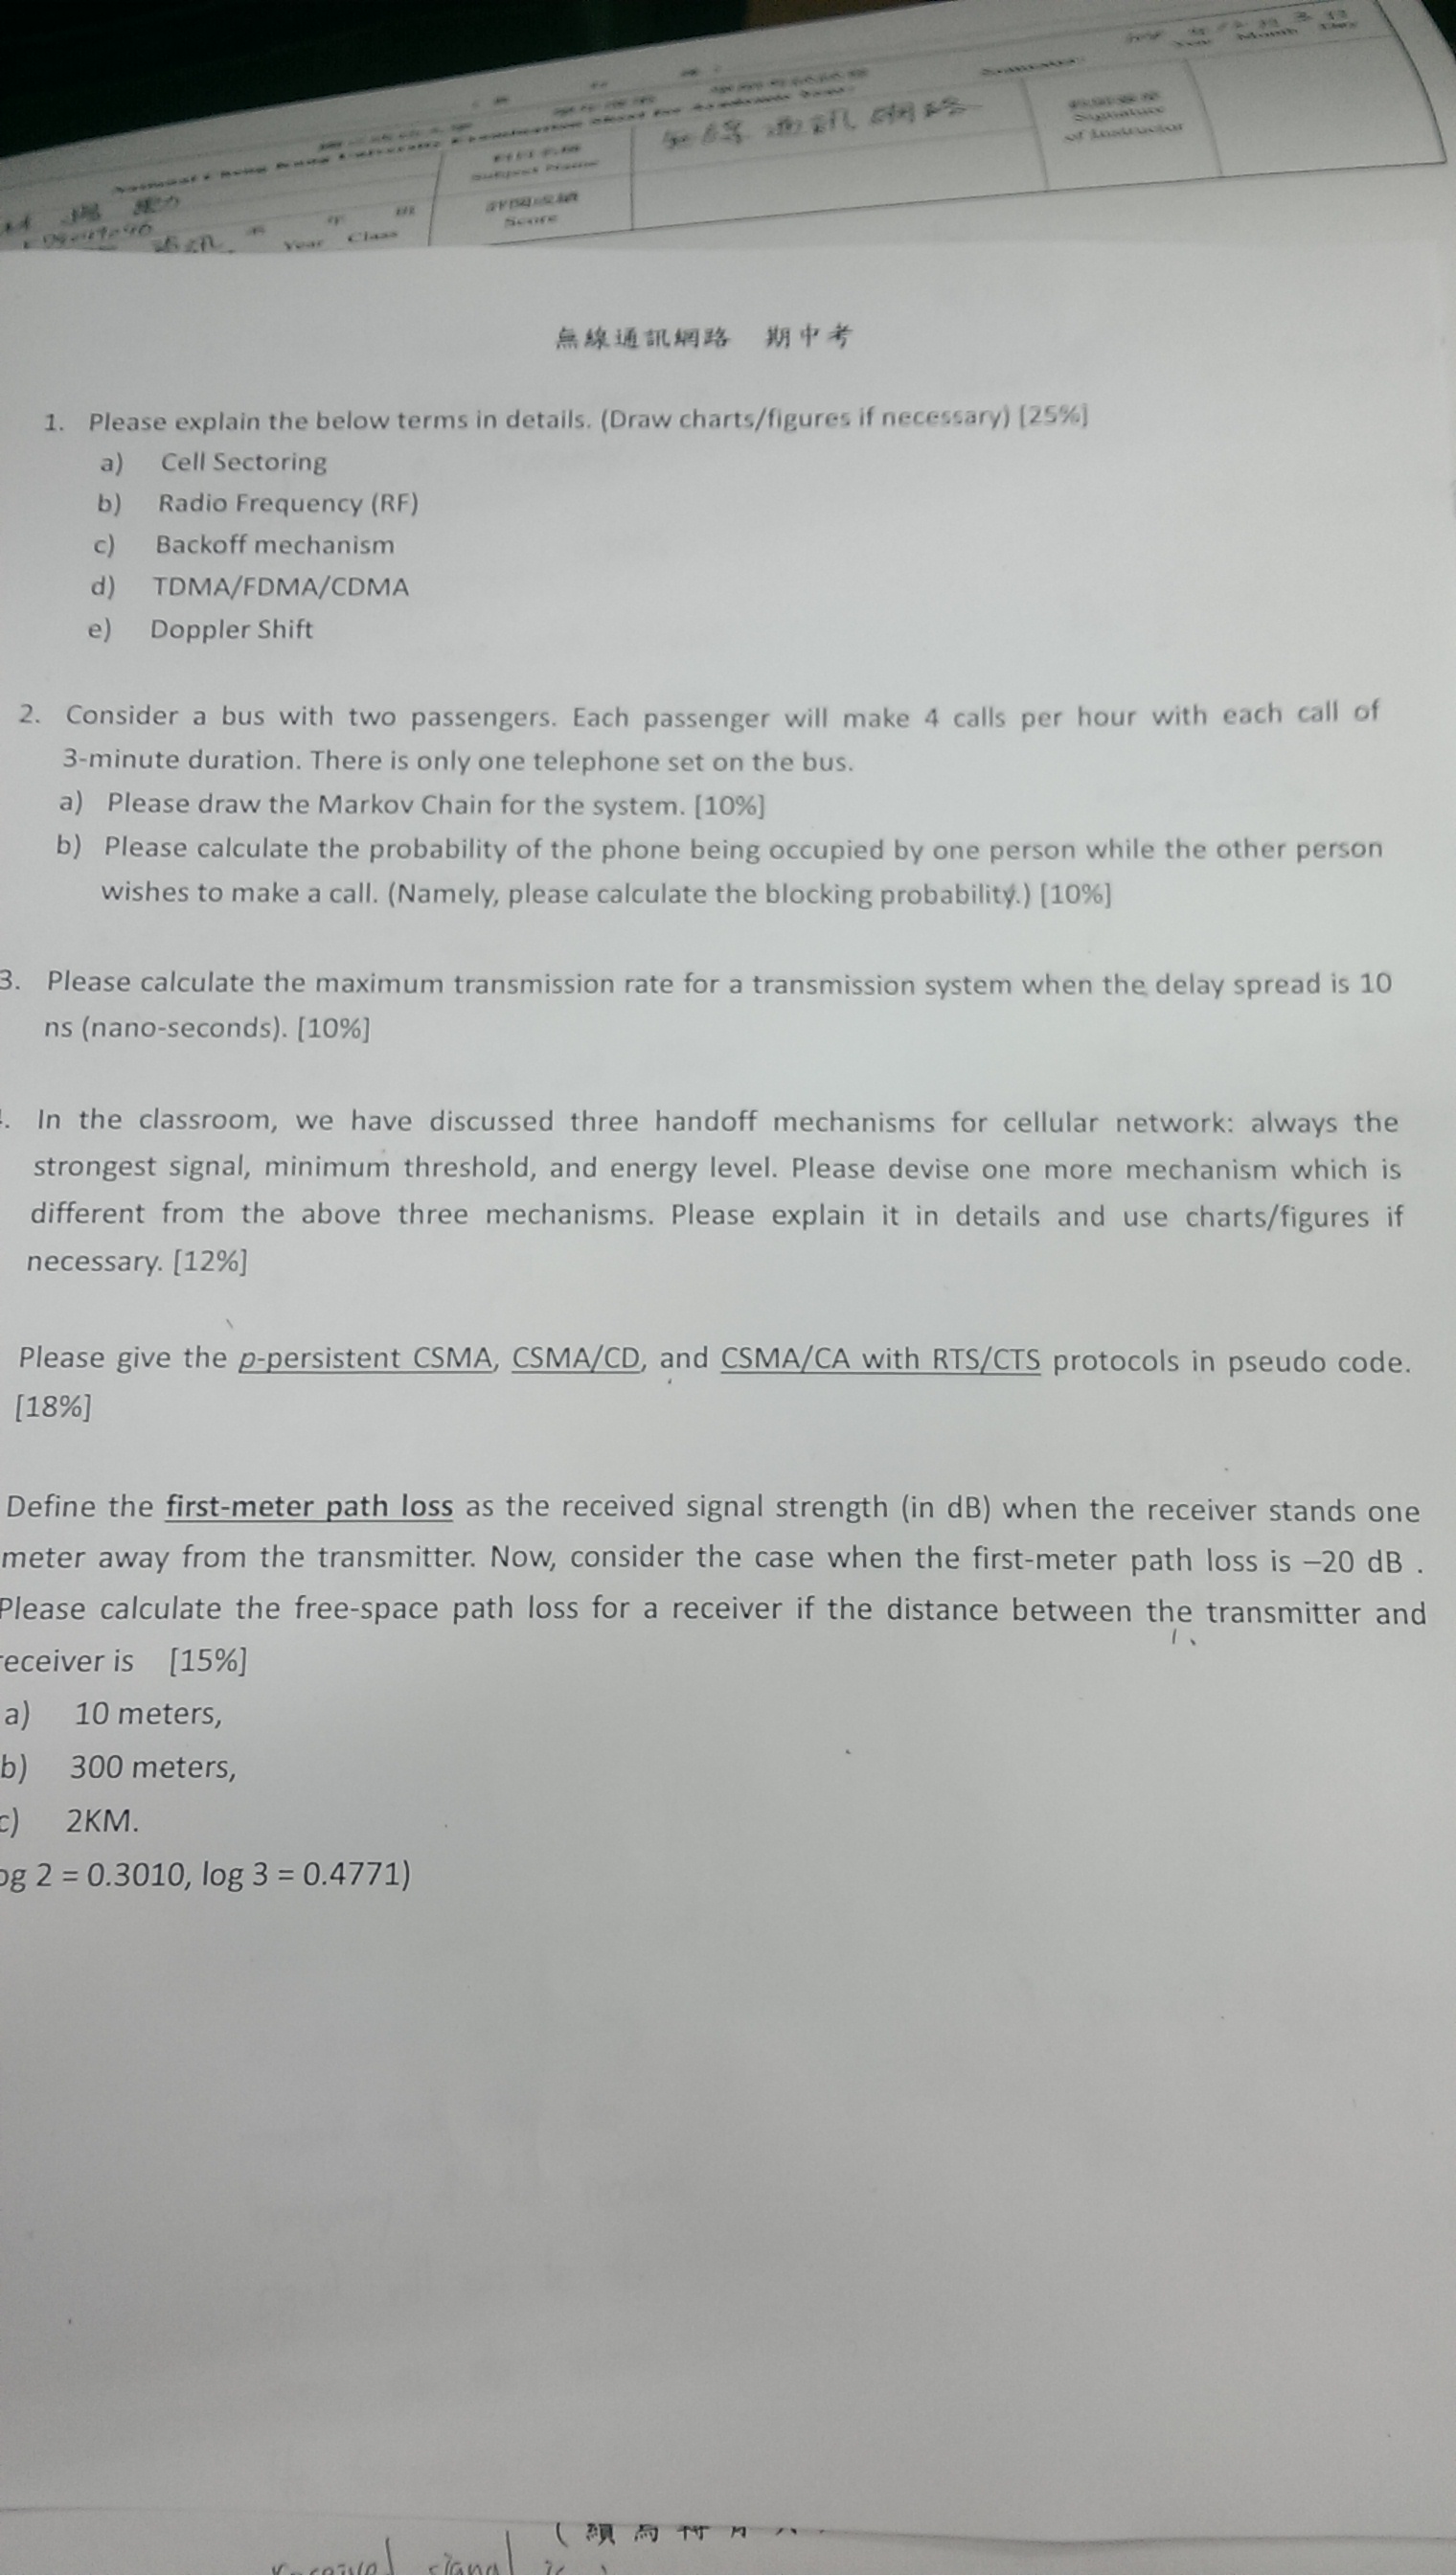 Year Month Day
無線通訊網路
Subject Name
Signature
of Instructor
Score
Year Class
無線通訊網路 期中考
1. Please explain the below terms in details. (Draw charts/figures if necessary) [25%]
a) Cell Sectoring
b) Radio Frequency (RF)
c) Backoff mechanism
d) TDMA/FDMA/CDMA
e) Doppler Shift
2. Consider a bus with two passengers. Each passenger will make 4 calls per hour with each call of
3-minute duration. There is only one telephone set on the bus.
a) Please draw the Markov Chain for the system. [10%]
b) Please calculate the probability of the phone being occupied by one person while the other person
wishes to make a call. (Namely, please calculate the blocking probability.) [10%]
3. Please calculate the maximum transmission rate for a transmission system when the delay spread is 10
ns (nano-seconds). [10%]
. In the classroom, we have discussed three handoff mechanisms for cellular network: always the
strongest signal, minimum threshold, and energy level. Please devise one more mechanism which is
different from the above three mechanisms. Please explain it in details and use charts/figures if
necessary. [12%]
Please give the p-persistent CSMA, CSMA/CD, and CSMA/CA with RTS/CTS protocols in pseudo code.
[18%]
Define the first-meter path loss as the received signal strength (in dB) when the receiver stands one
meter away from the transmitter. Now, consider the case when the first-meter path loss is –20 dB .
Please calculate the free-space path loss for a receiver if the distance between the transmitter and
eceiver is [15%]
a) 10 meters,
b) 300 meters,
c) 2KM.
og 2 = 0.3010, log 3 = 0.4771)
received signal is